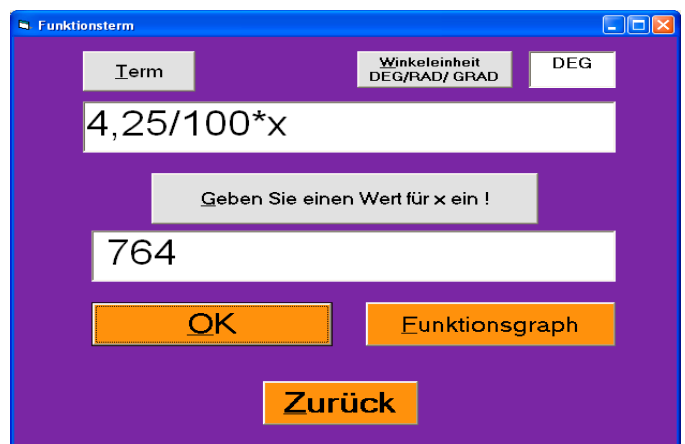 Funktionsterm
Term
Winkeleinheit
DEG/RAD/ GRAD
DEG
4,25/100*x
Geben Sie einen Wert für x ein !
764
OK
Funktionsgraph
Zurück